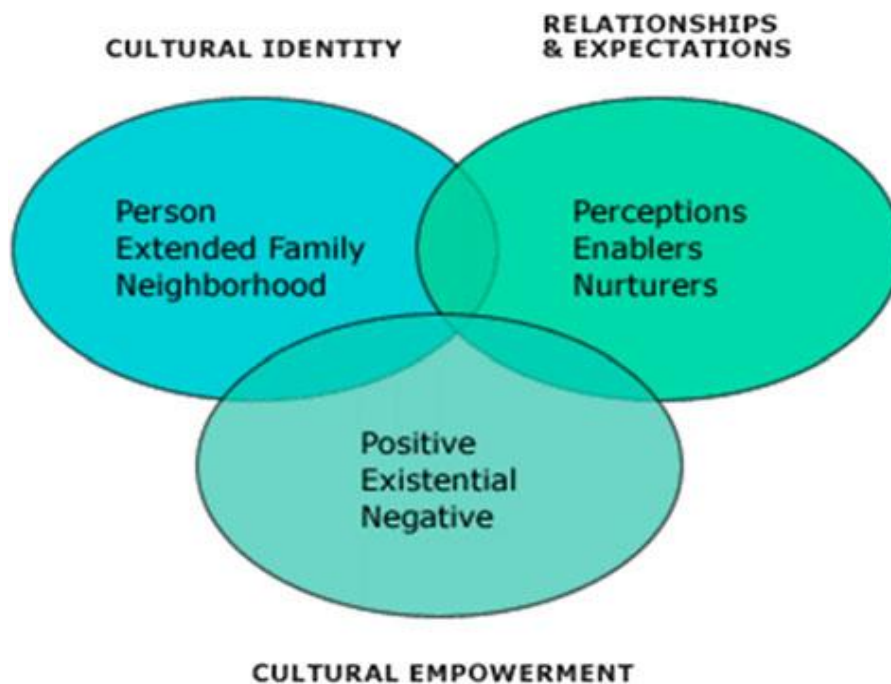 CULTURAL IDENTITY
RELATIONSHIPS
& EXPECTATIONS
Person
Extended Family
Neighborhood
Perceptions
Enablers
Nurturers
Positive
Existential
Negative
CULTURAL EMPOWERMENT